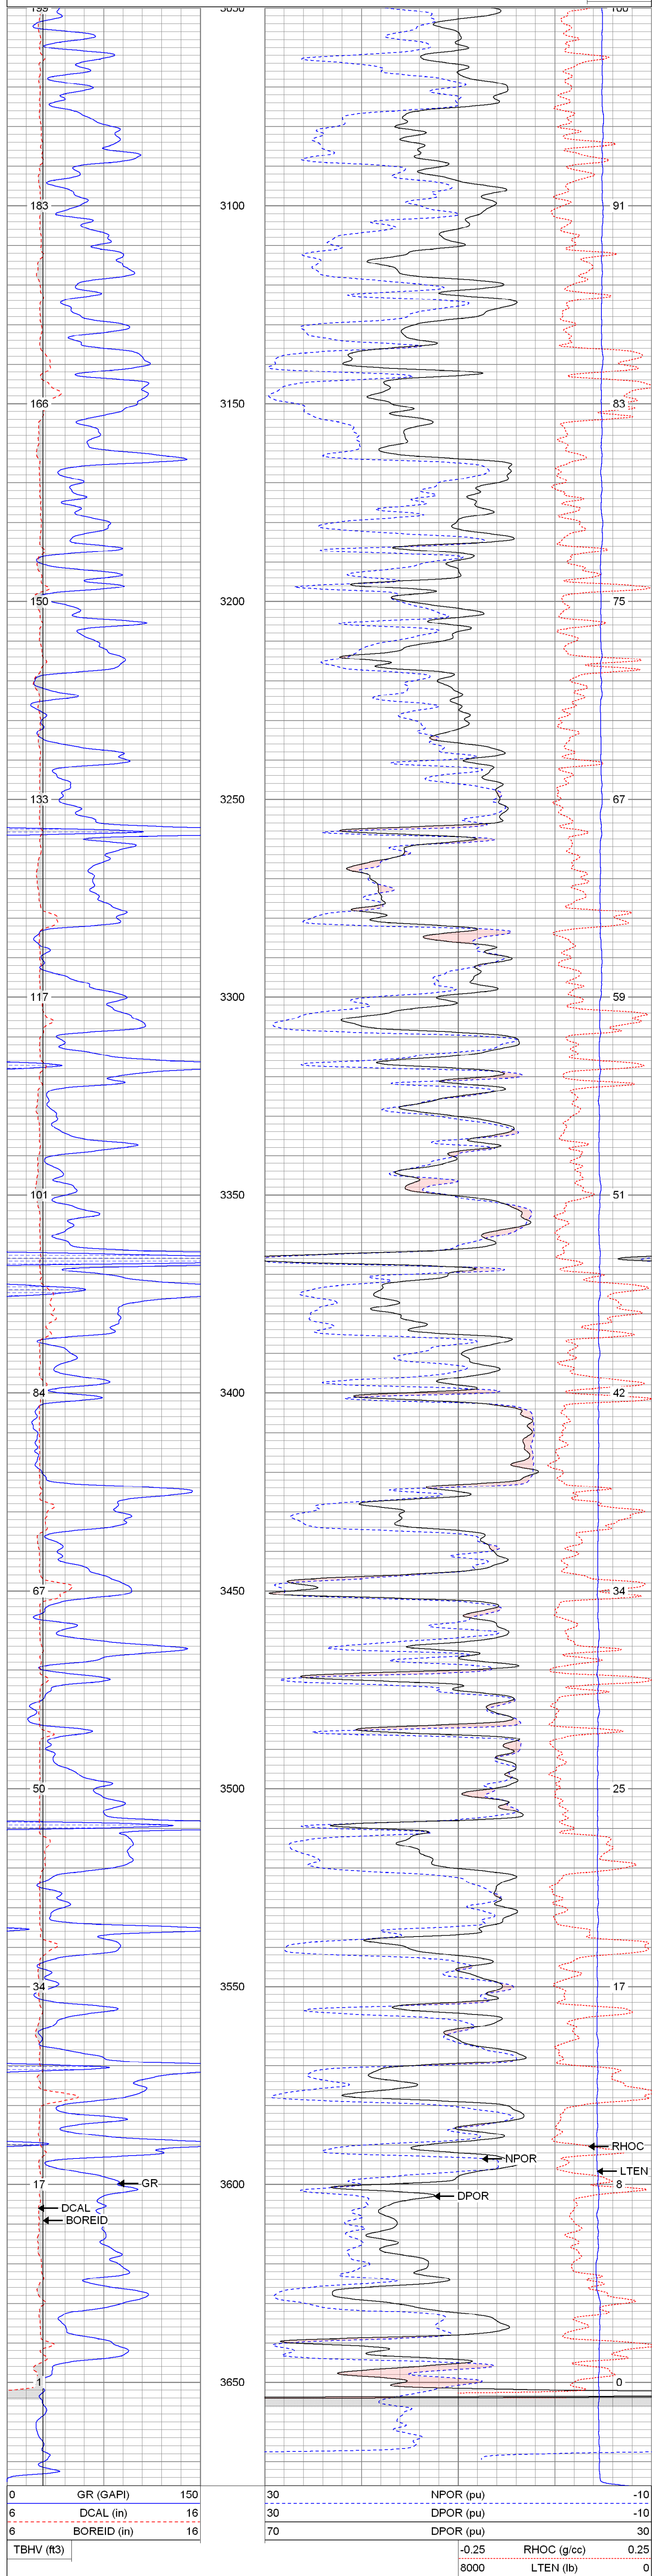 199 3050 100
183 3100 91
166 3150 83
150 3200 75
133 3250 67
117 3300 59
101 3350 51
84 3400 42
67 3450 34
50 3500 25
34 3550 17
RHOC
NPOR
LTEN
17 GR 3600 8
DPOR
DCAL
BOREID
1 3650 0
0 GR (GAPI) 150 30 NPOR (pu) -10
6 DCAL (in) 16 30 DPOR (pu) -10
6 BOREID (in) 16 70 DPOR (pu) 30
TBHV (ft3) -0.25 RHOC (g/cc) 0.25
8000 LTEN (lb) 0